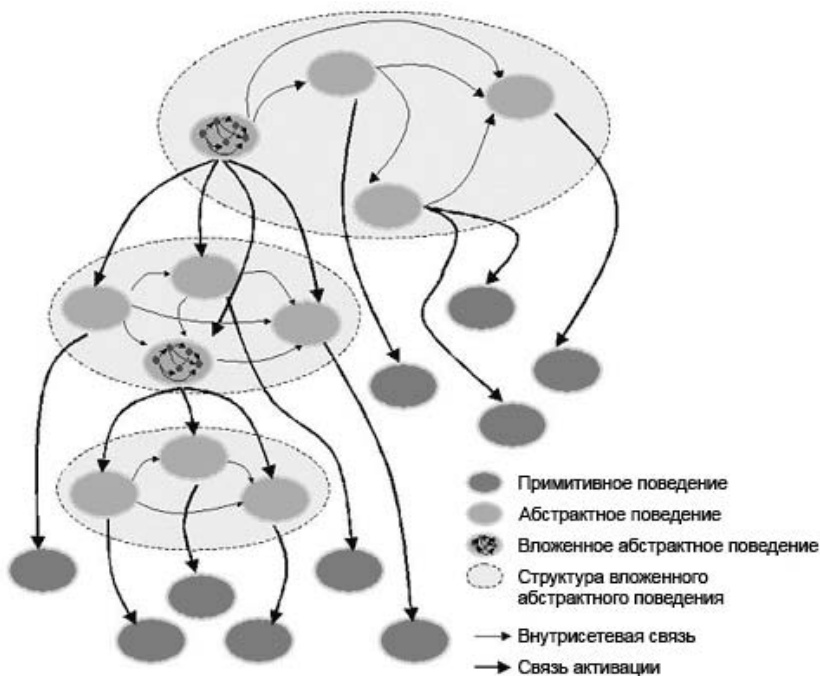 Примитивное поведение
Абстрактное поведение
Вложенное абстрактное поведение
Структура вложенного
абстрактного поведения
Внутрисетевая связь
Связь активации